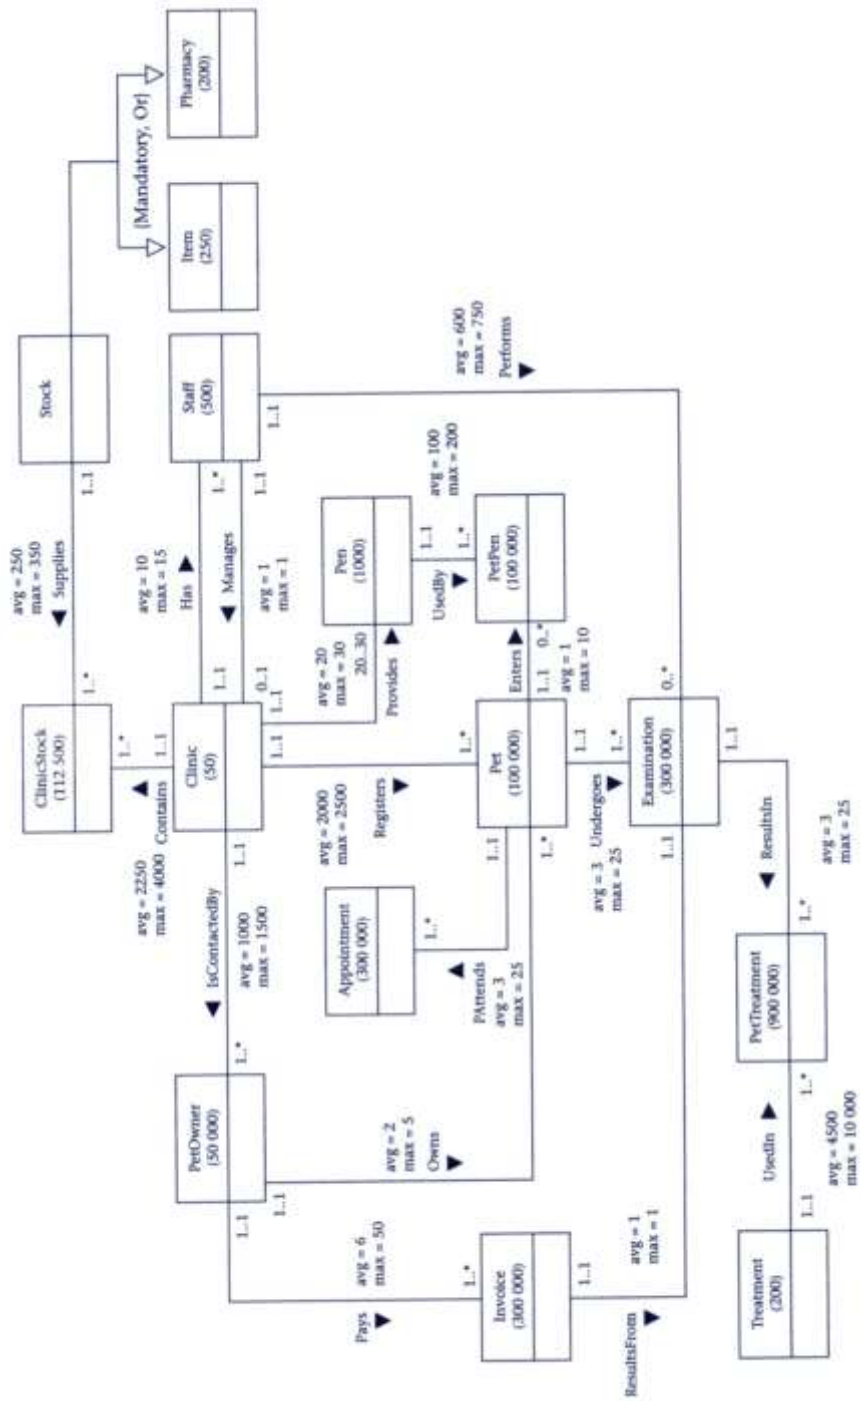 Stock
Pharmacy
(200)
{Mandatory, Or}
Item
(250)
avg = 250
max = 350
◀ Supplies
1..1
1..*
ClinicStock
(112 500)
1..*
1..1
Contains
avg = 2250
max = 4000
Staff
(500)
avg = 10
max = 15
Has ▶
1..*
1..1
◀ Manages
avg = 1
max = 1
1..1
0..1
1..1
avg = 600
max = 750
Performs
Clinic
(50)
1..1
1..1
1..1
avg = 20
max = 30
20..30
Provides
Pen
(1000)
1..1
avg = 100
max = 200
UsedBy
1..*
PetPen
(100 000)
Enters ▶
1..1
0..*
avg = 1
max = 10
avg = 2000
max = 2500
Registers
1..*
Pet
(100 000)
1..1
1..*
1..1
◀ IsContactedBy
avg = 1000
max = 1500
1..*
PetOwner
(50 000)
1..1
1..1
avg = 2
max = 5
Owns
Appointment
(300 000)
1..*
PAttends
avg = 3
max = 25
Undergoes
avg = 3
max = 25
1..*
0..*
Examination
(300 000)
1..1
1..1
avg = 6
max = 50
Pays
1..*
Invoice
(300 000)
1..1
avg = 1
max = 1
ResultsFrom
◀ ResultsIn
avg = 3
max = 25
1..*
PetTreatment
(900 000)
1..*
UsedIn ▶
avg = 4500
max = 10 000
1..1
Treatment
(200)